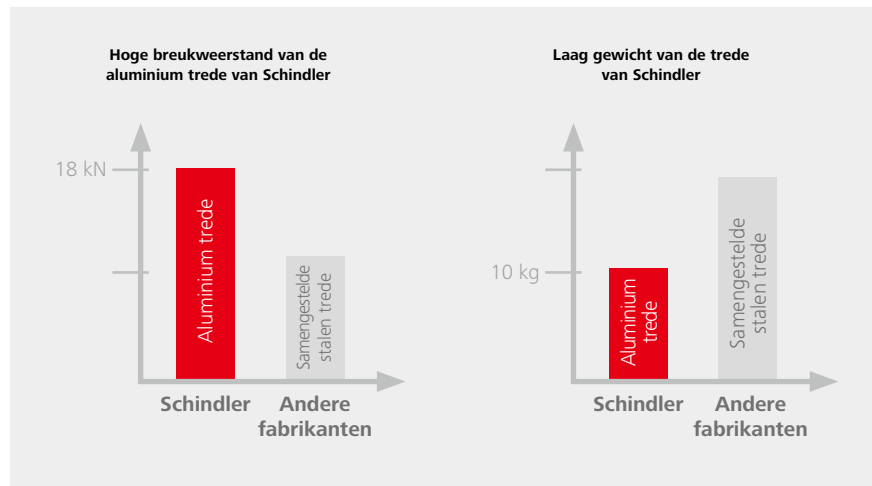 Hoge breukweerstand van de
aluminium trede van Schindler
18 kN
Aluminium trede
Samengestelde
stalen trede
Schindler
Andere
fabrikanten
Laag gewicht van de trede
van Schindler
10 kg
Aluminium
trede
Samengestelde
stalen trede
Schindler
Andere
fabrikanten